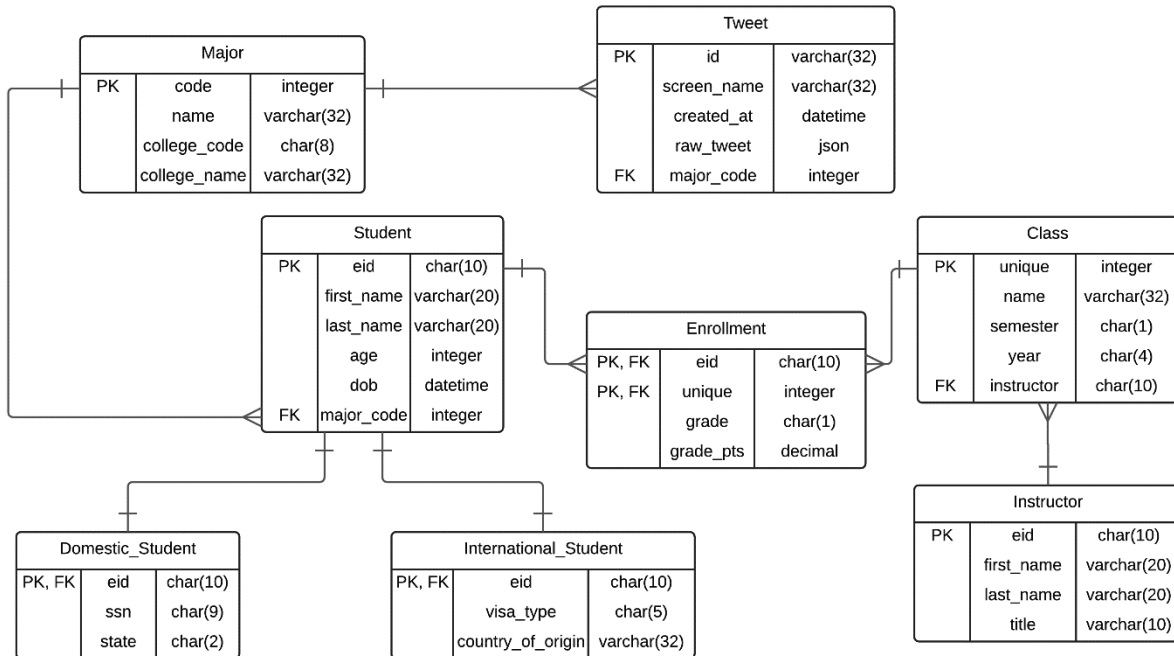 Major
PK code integer
name varchar(32)
college_code char(8)
college_name varchar(32)
Tweet
PK id varchar(32)
screen_name varchar(32)
created_at datetime
raw_tweet json
FK major_code integer
Student
PK eid char(10)
first_name varchar(20)
last_name varchar(20)
age integer
dob datetime
FK major_code integer
Enrollment
PK, FK eid char(10)
PK, FK unique integer
grade char(1)
grade_pts decimal
Class
PK unique integer
name varchar(32)
semester char(1)
year char(4)
FK instructor char(10)
Domestic_Student
PK, FK eid char(10)
ssn char(9)
state char(2)
International_Student
PK, FK eid char(10)
visa_type char(5)
country_of_origin varchar(32)
Instructor
PK eid char(10)
first_name varchar(20)
last_name varchar(20)
title varchar(10)